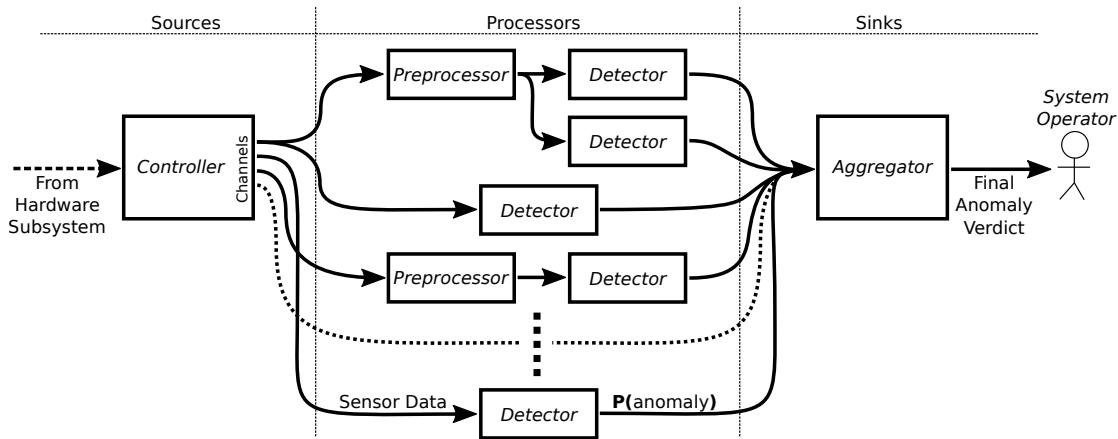 Sources
Processors
Sinks
Preprocessor
Detector
Detector
System
Operator
Controller
Channels
Aggregator
From
Hardware
Subsystem
Final
Anomaly
Verdict
Detector
Preprocessor
Detector
Sensor Data
Detector
P(anomaly)